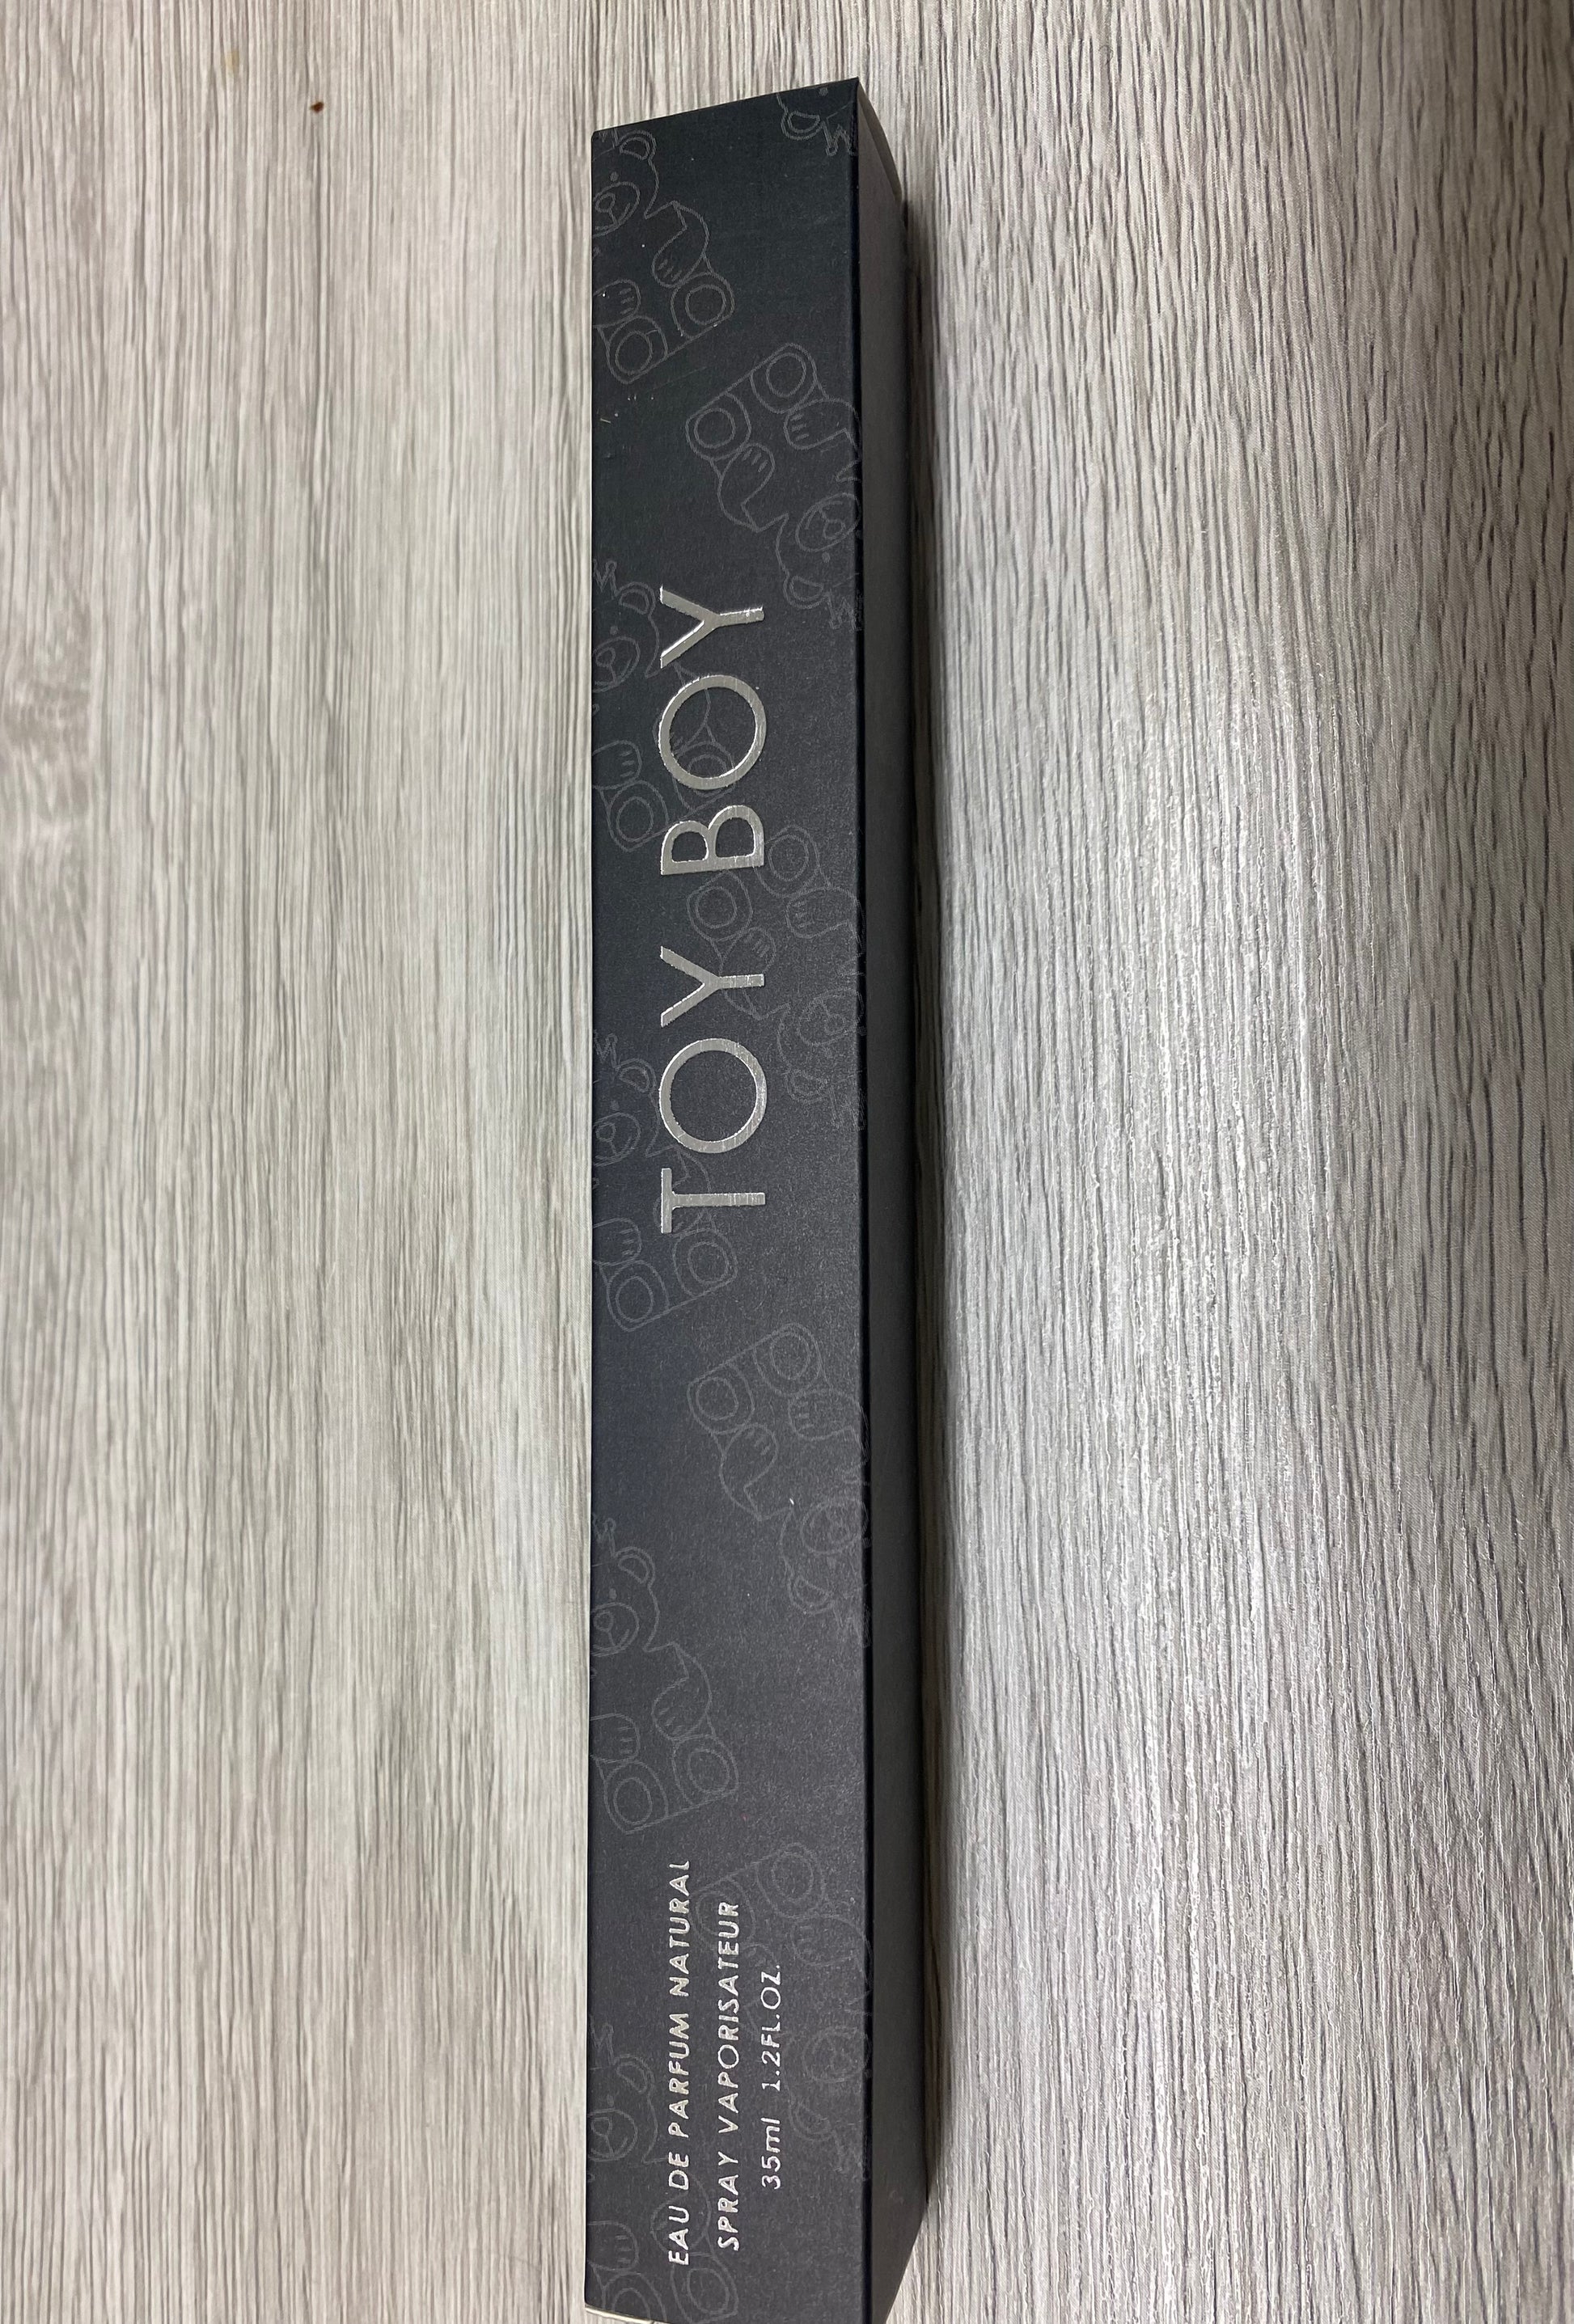 TOY BOY
EAU DE PARFUM NATURAL
SPRAY VAPORISATEUR
35ml 1.2FL.OZ.